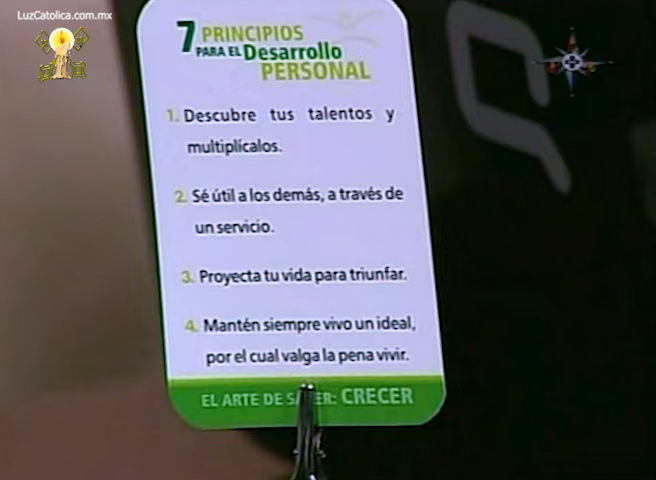 LuzCatolica.com.mx
7 PRINCIPIOS
PARA EL Desarrollo
PERSONAL
1. Descubre tus talentos y
multiplícalos.
2. Sé útil a los demás, a través de
un servicio.
3. Proyecta tu vida para triunfar.
4. Mantén siempre vivo un ideal,
por el cual valga la pena vivir.
EL ARTE DE CRECER